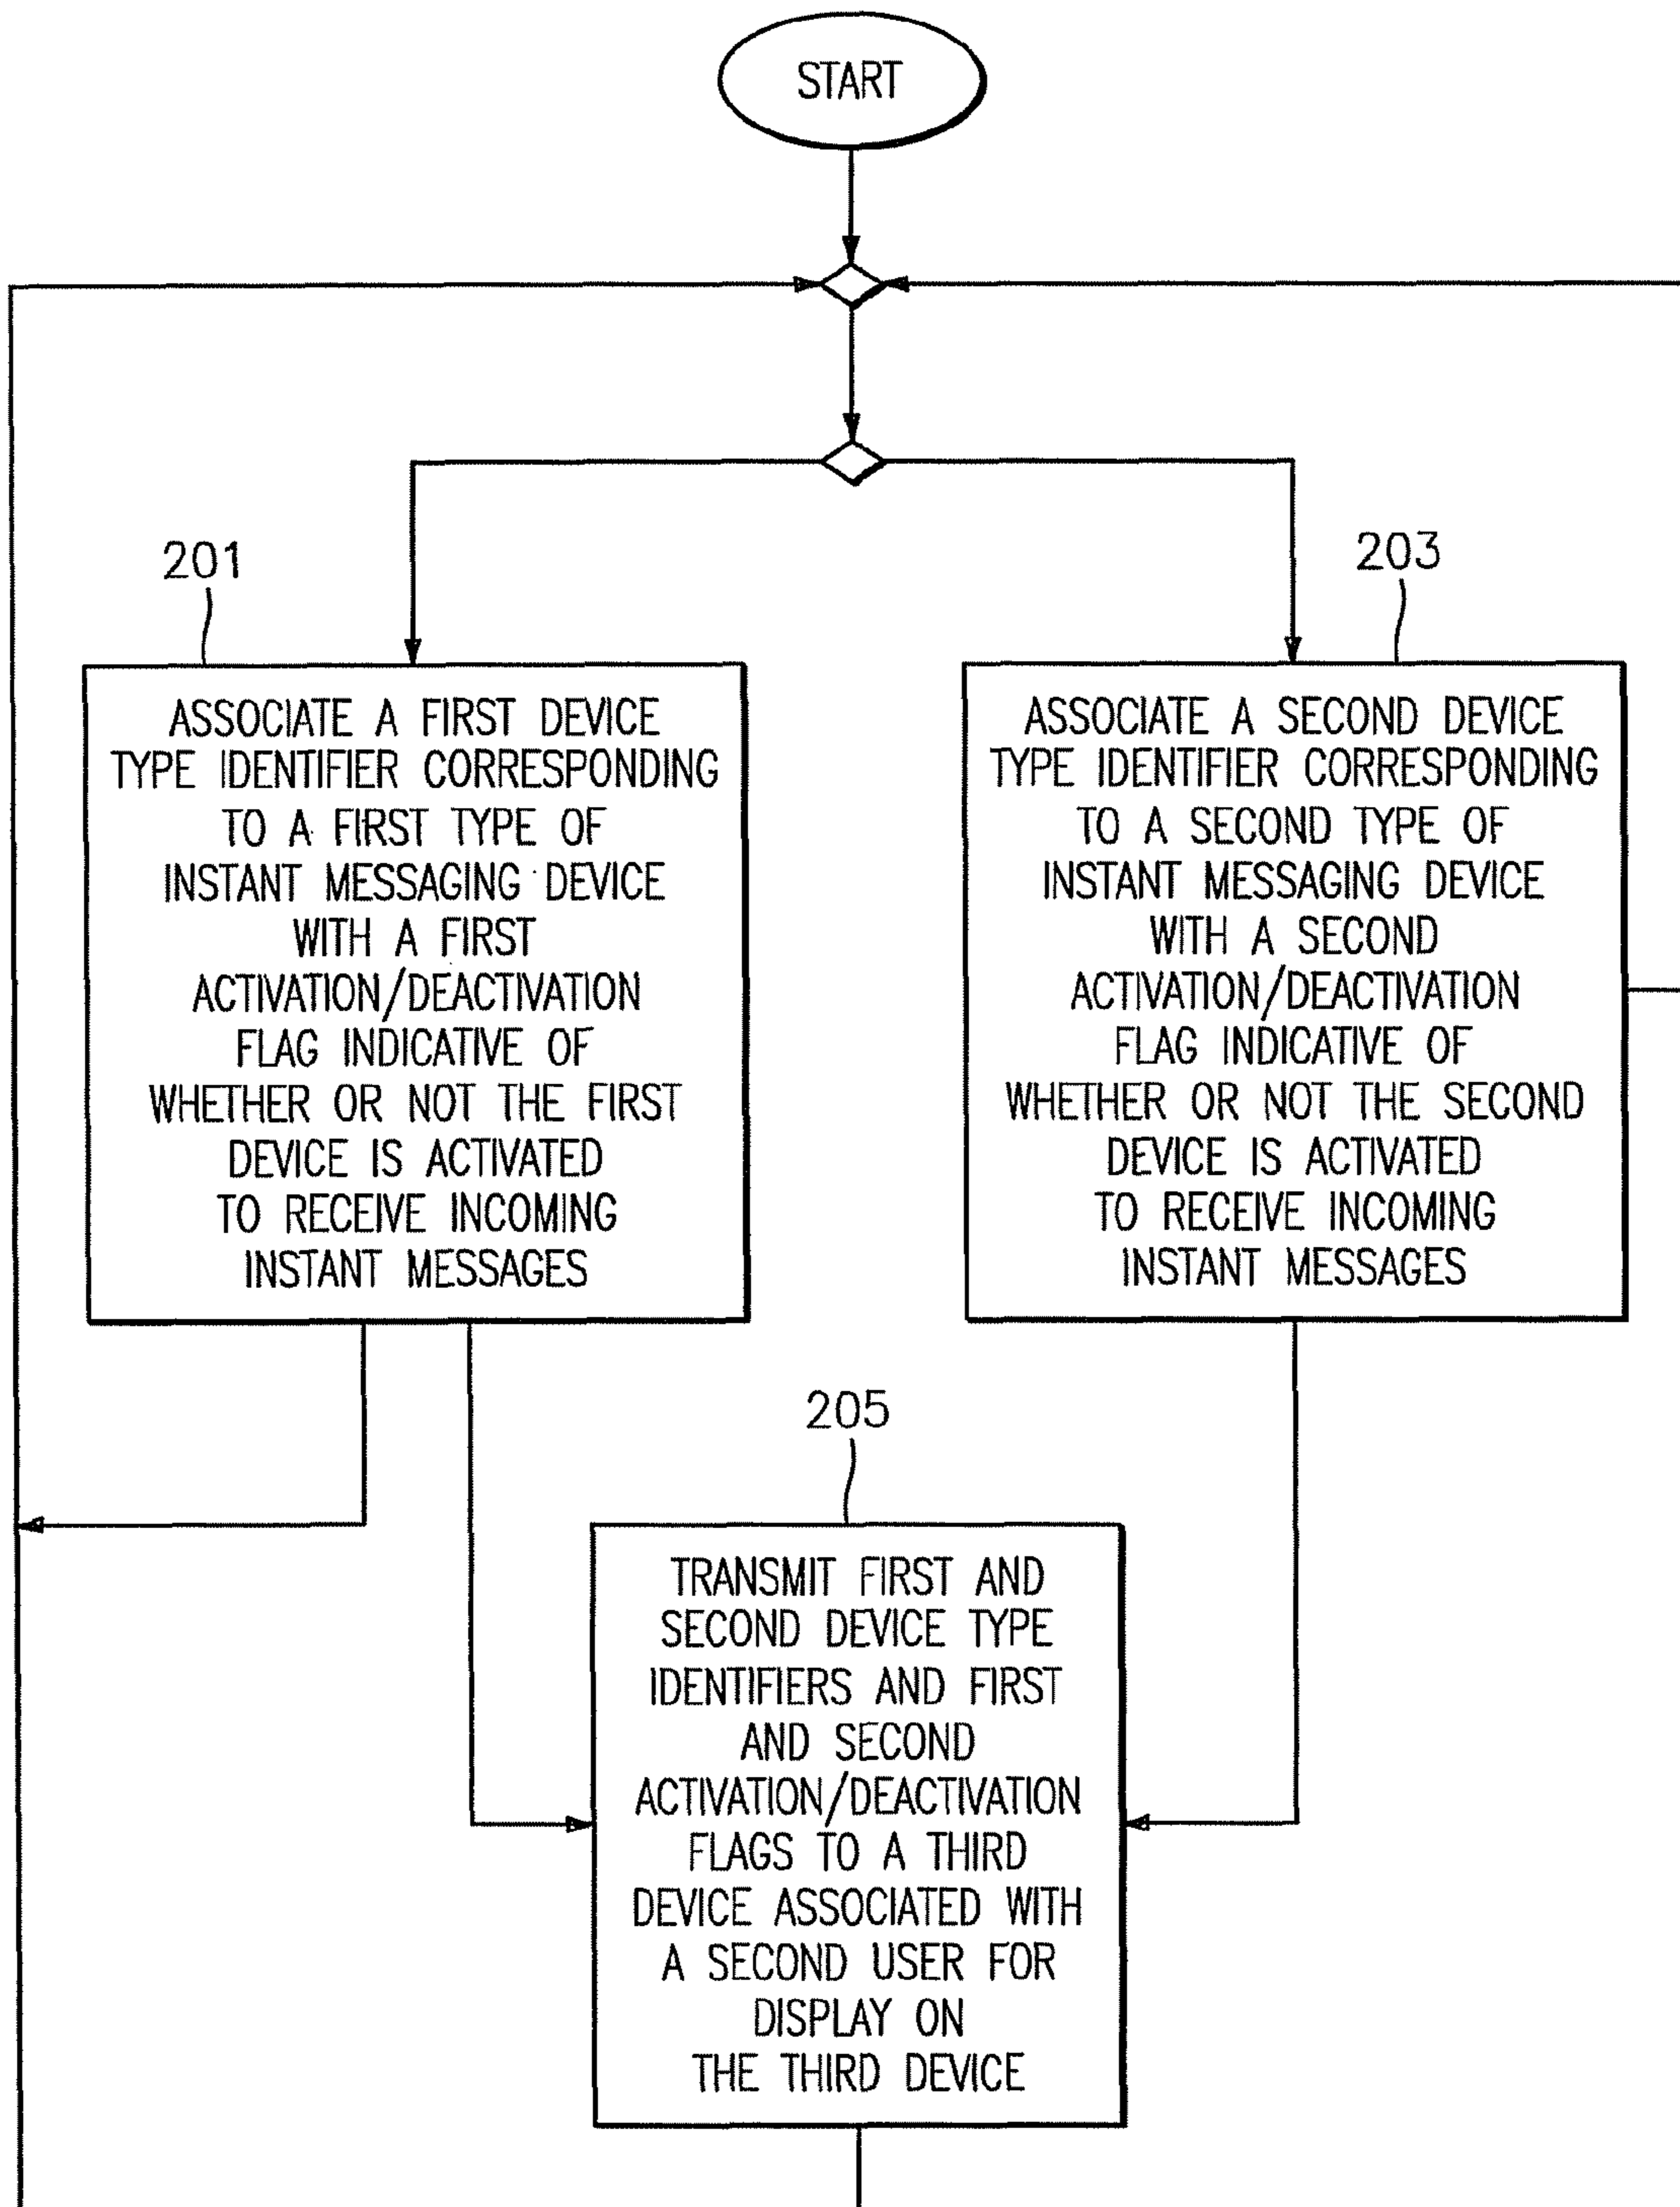 START
201
ASSOCIATE A FIRST DEVICE
TYPE IDENTIFIER CORRESPONDING
TO A FIRST TYPE OF
INSTANT MESSAGING DEVICE
WITH A FIRST
ACTIVATION/DEACTIVATION
FLAG INDICATIVE OF
WHETHER OR NOT THE FIRST
DEVICE IS ACTIVATED
TO RECEIVE INCOMING
INSTANT MESSAGES
203
ASSOCIATE A SECOND DEVICE
TYPE IDENTIFIER CORRESPONDING
TO A SECOND TYPE OF
INSTANT MESSAGING DEVICE
WITH A SECOND
ACTIVATION/DEACTIVATION
FLAG INDICATIVE OF
WHETHER OR NOT THE SECOND
DEVICE IS ACTIVATED
TO RECEIVE INCOMING
INSTANT MESSAGES
205
TRANSMIT FIRST AND
SECOND DEVICE TYPE
IDENTIFIERS AND FIRST
AND SECOND
ACTIVATION/DEACTIVATION
FLAGS TO A THIRD
DEVICE ASSOCIATED WITH
A SECOND USER FOR
DISPLAY ON
THE THIRD DEVICE